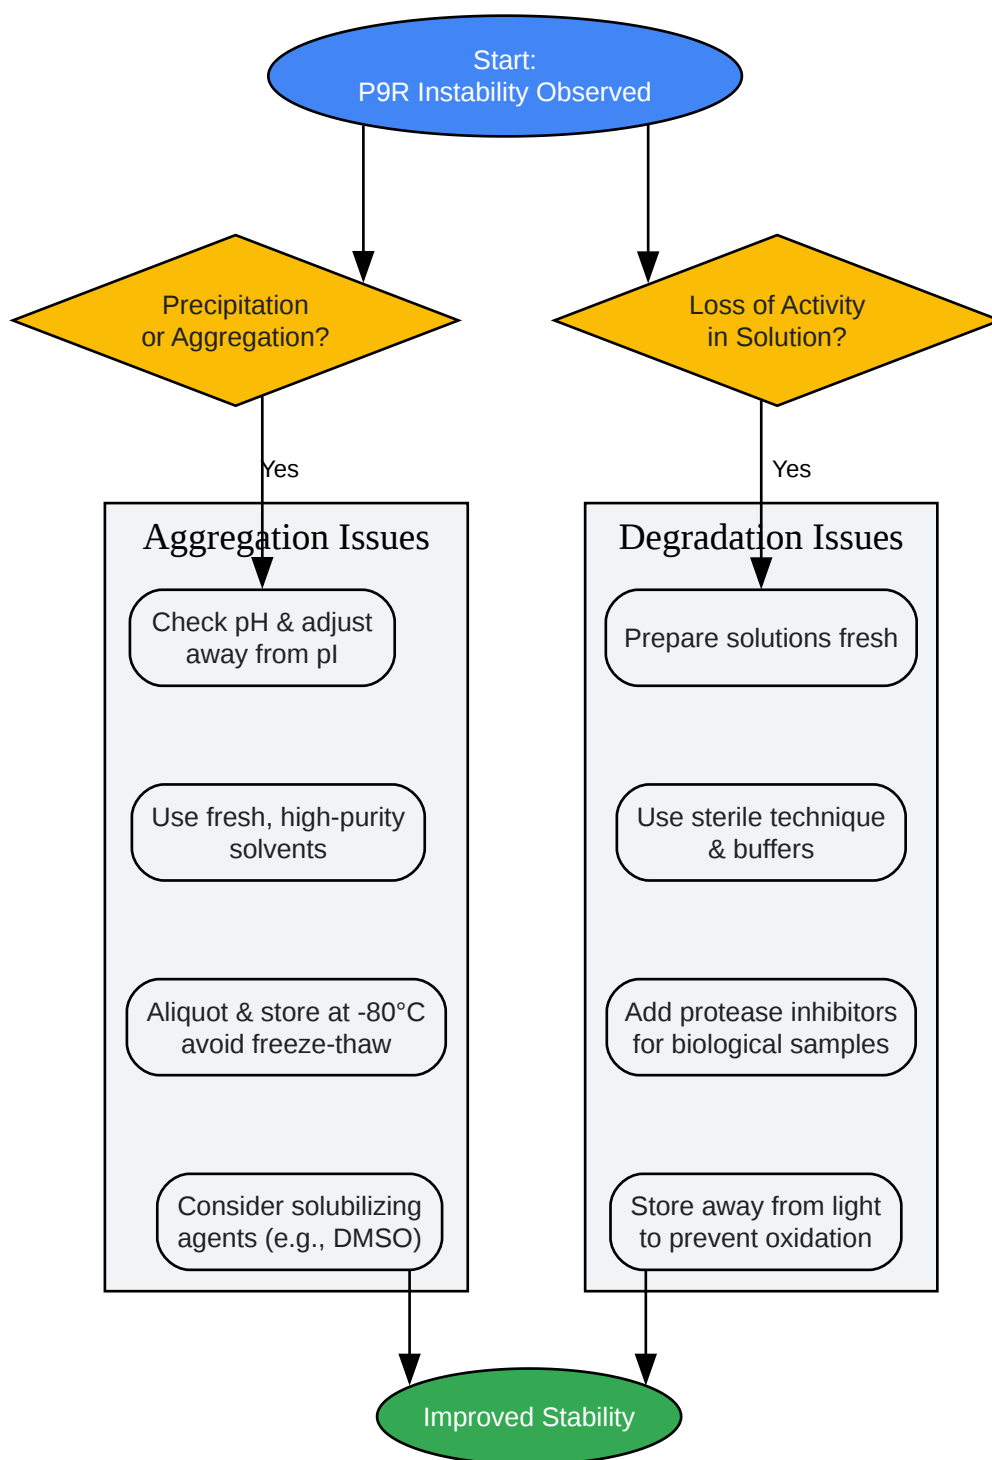 Start:
P9R Instability Observed
Precipitation
or Aggregation?
Loss of Activity
in Solution?
Yes
Yes
Aggregation Issues
Check pH & adjust
away from pI
Use fresh, high-purity
solvents
Aliquot & store at -80°C
avoid freeze-thaw
Consider solubilizing
agents (e.g., DMSO)
Degradation Issues
Prepare solutions fresh
Use sterile technique
& buffers
Add protease inhibitors
for biological samples
Store away from light
to prevent oxidation
Improved Stability